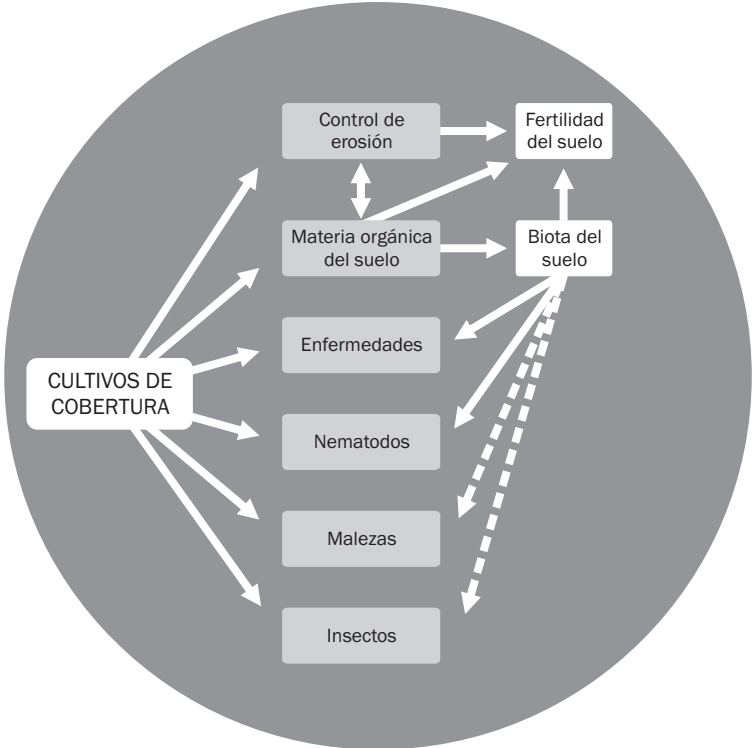 Control de
erosión
Fertilidad
del suelo
Materia orgánica
del suelo
Biota del
suelo
Enfermedades
CULTIVOS DE
COBERTURA
Nematodos
Malezas
Insectos